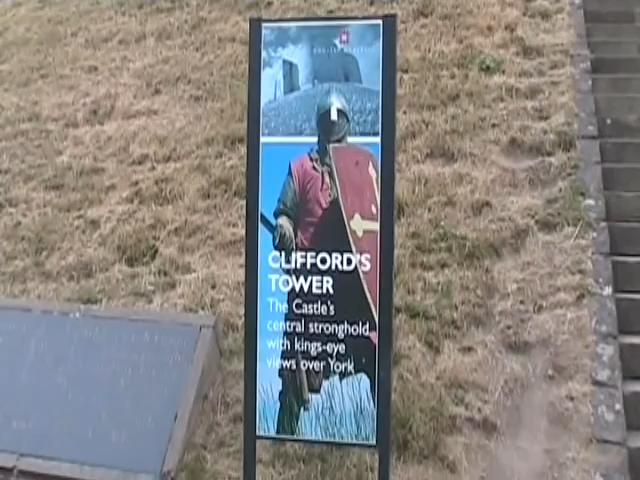 CLIFFORD'S
TOWER
The Castle's
central stronghold
with kings-eye
views over York